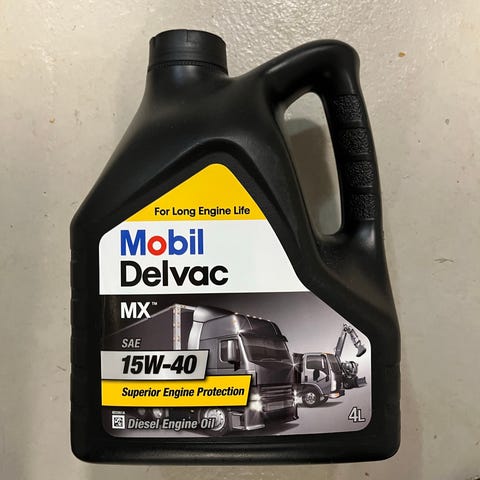 For Long Engine Life
Mobil
Delvac
MX™
SAE
15W-40
Superior Engine Protection
Diesel Engine Oil
4L